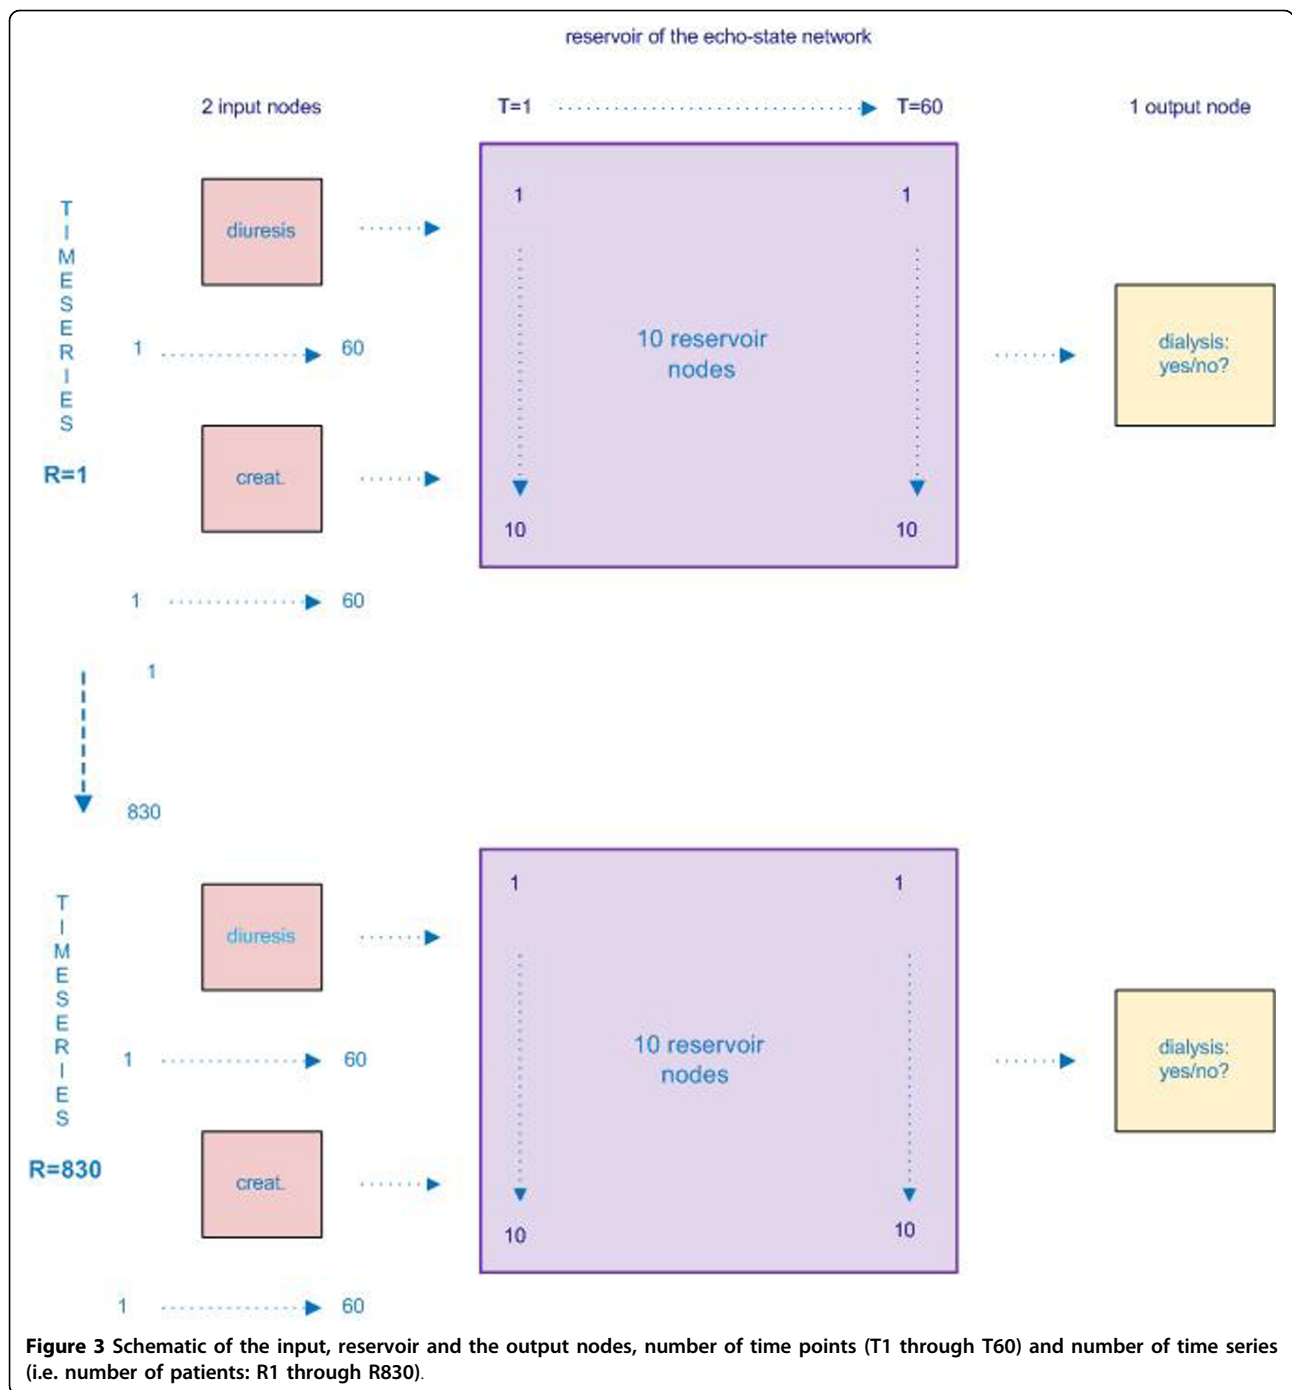 reservoir of the echo-state network
2 input nodes
T=1
T=60
1 output node
TIMESERIES
R=1
diuresis
1
60
creat.
1
60
1
10
10 reservoir
nodes
1
10
dialysis:
yes/no?
1
830
TIMESERIES
R=830
diuresis
1
60
creat.
1
60
1
10
10 reservoir
nodes
1
10
dialysis:
yes/no?
Figure 3 Schematic of the input, reservoir and the output nodes, number of time points (T1 through T60) and number of time series
(i.e. number of patients: R1 through R830).